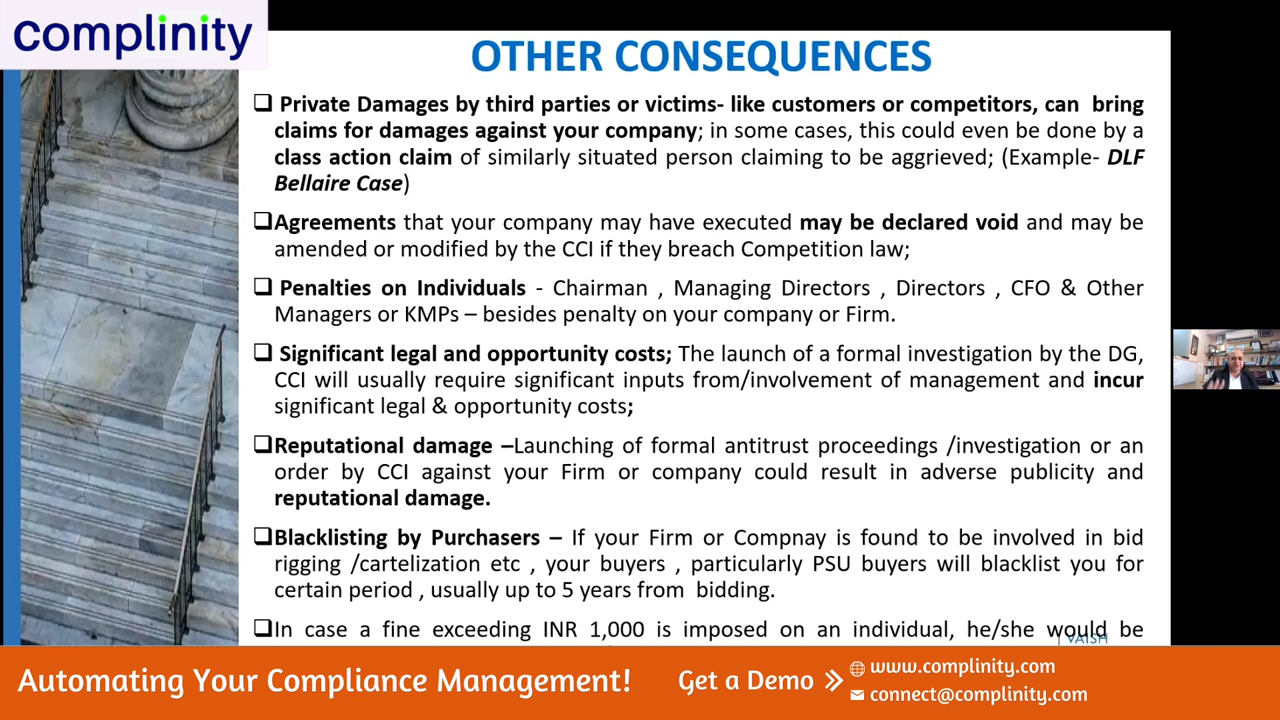 complinity
OTHER CONSEQUENCES
❑ Private Damages by third parties or victims- like customers or competitors, can bring
claims for damages against your company; in some cases, this could even be done by a
class action claim of similarly situated person claiming to be aggrieved; (Example- DLF
Bellaire Case)
❑Agreements that your company may have executed may be declared void and may be
amended or modified by the CCI if they breach Competition law;
❑ Penalties on Individuals - Chairman , Managing Directors , Directors , CFO & Other
Managers or KMPs – besides penalty on your company or Firm.
❑ Significant legal and opportunity costs; The launch of a formal investigation by the DG,
CCI will usually require significant inputs from/involvement of management and incur
significant legal & opportunity costs;
❑Reputational damage –Launching of formal antitrust proceedings /investigation or an
order by CCI against your Firm or company could result in adverse publicity and
reputational damage.
❑Blacklisting by Purchasers – If your Firm or Compnay is found to be involved in bid
rigging /cartelization etc , your buyers , particularly PSU buyers will blacklist you for
certain period , usually up to 5 years from bidding.
❑In case a fine exceeding INR 1,000 is imposed on an individual, he/she would be
VAISH
Automating Your Compliance Management!
Get a Demo
www.complinity.com
connect@complinity.com